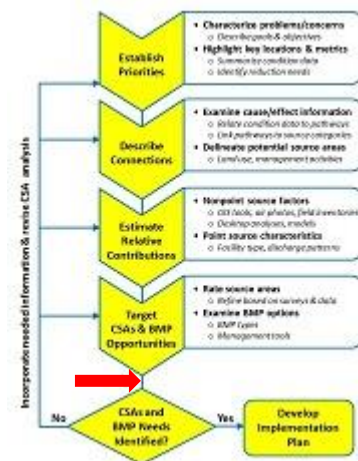 Establish
Priorities
• Characterize problems/concerns
o Describe goals & objectives
• Highlight key locations & metrics
o Summarize condition data
o Identify reduction needs
Describe
Connections
• Examine cause/effect information
o Relate condition data to pathways
o Link pathways to source categories
• Delineate potential source areas
o Land use, management activities
Estimate
Relative
Contributions
• Nonpoint source factors
o GIS tools, air photos, field inventories
o Desktop analyses, models
• Point source characteristics
o Facility type, discharge patterns
Target
CSAs & BMP
Opportunities
• Rate source areas
o Refine based on surveys & data
• Examine BMP options
o BMP types
o Management tools
Incorporate needed information & revise CSA analysis
No
CSAs and
BMP Needs
Identified?
Yes
Develop
Implementation
Plan